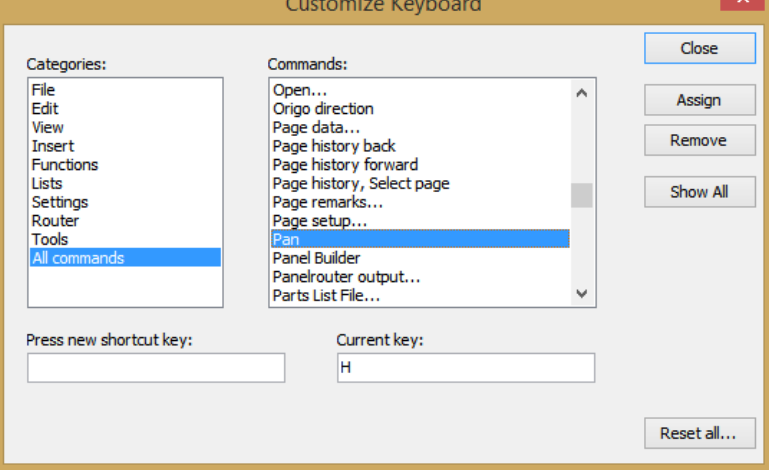 Customize Keyboard
Close
Categories:
Commands:
File
Edit
View
Insert
Functions
Lists
Settings
Router
Tools
All commands
Open...
Origo direction
Page data...
Page history back
Page history forward
Page history, Select page
Page remarks...
Page setup...
Pan
Panel Builder
Panelrouter output...
Parts List File...
Assign
Remove
Show All
Press new shortcut key:
Current key:
H
Reset all...